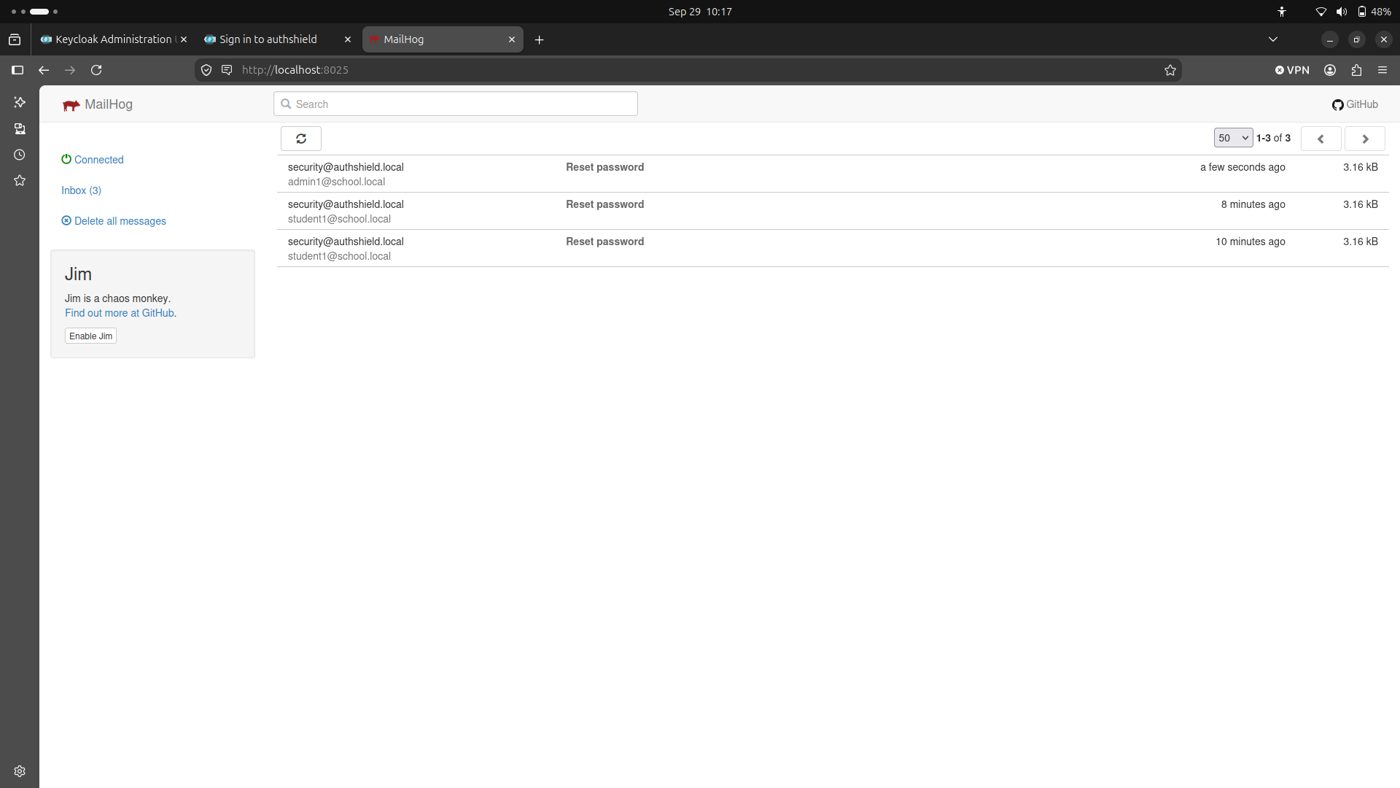 Sep 29 10:17
48%
Keycloak Administration
Sign in to authshield
MailHog
http://localhost:8025
VPN
MailHog
Search
GitHub
50
1-3 of 3
Connected
Inbox (3)
Delete all messages
security@authshield.local Reset password a few seconds ago 3.16 kB
admin1@school.local
security@authshield.local Reset password 8 minutes ago 3.16 kB
student1@school.local
security@authshield.local Reset password 10 minutes ago 3.16 kB
student1@school.local
Jim
Jim is a chaos monkey.
Find out more at GitHub.
Enable Jim